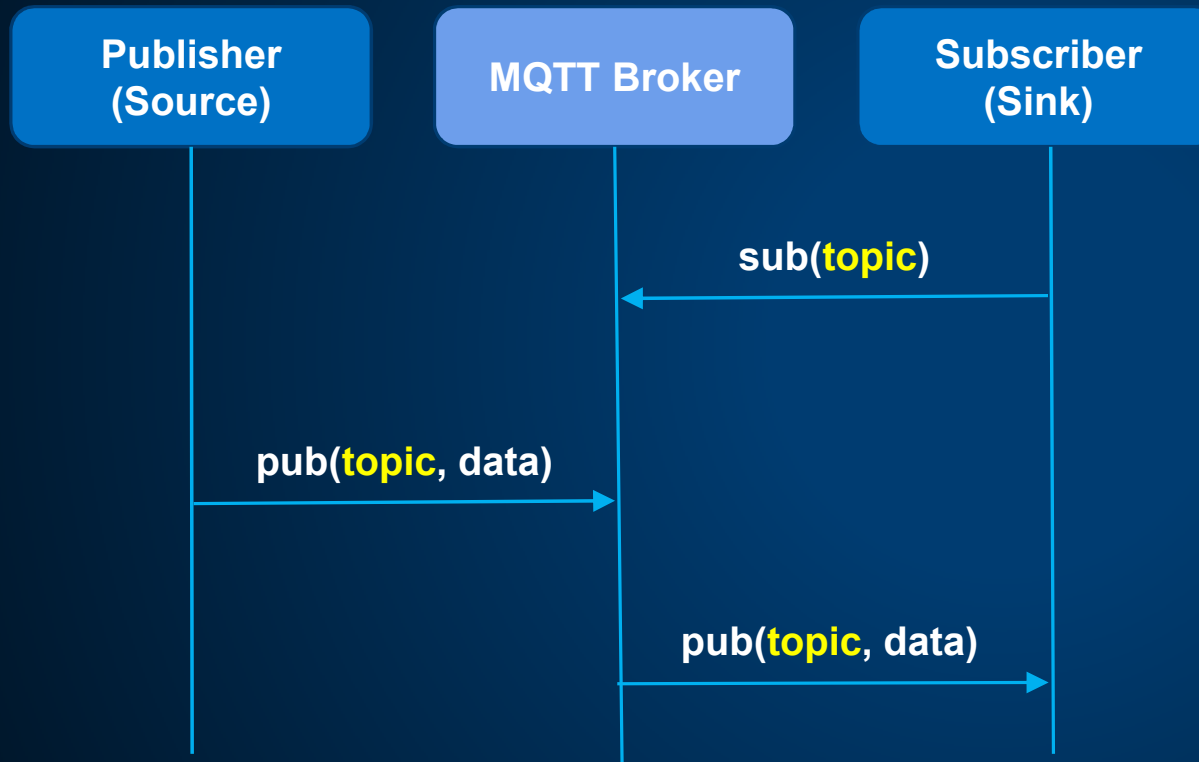 Publisher
(Source)
MQTT Broker
Subscriber
(Sink)
sub(topic)
pub(topic, data)
pub(topic, data)